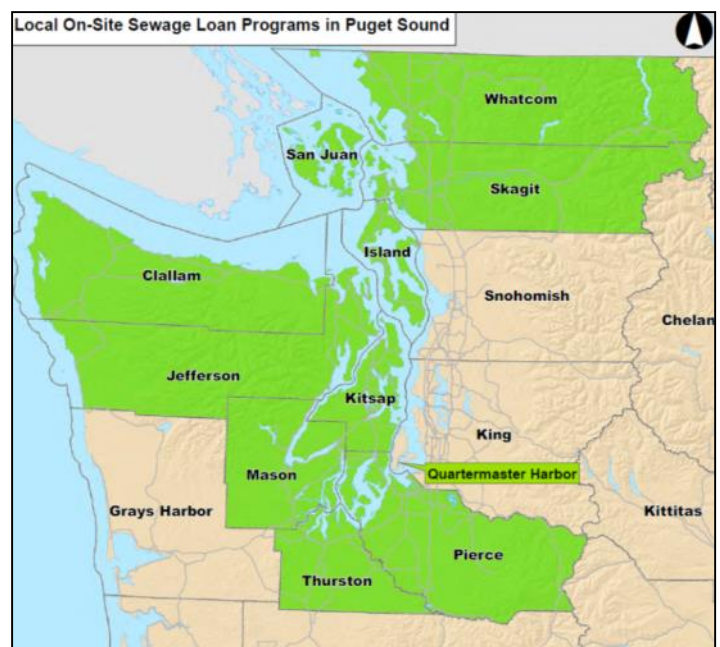 Local On-Site Sewage Loan Programs in Puget Sound
Whatcom
San Juan
Skagit
Island
Clallam
Snohomish
Chelan
Jefferson
Kitsap
King
Quartermaster Harbor
Mason
Grays Harbor
Kittitas
Pierce
Thurston